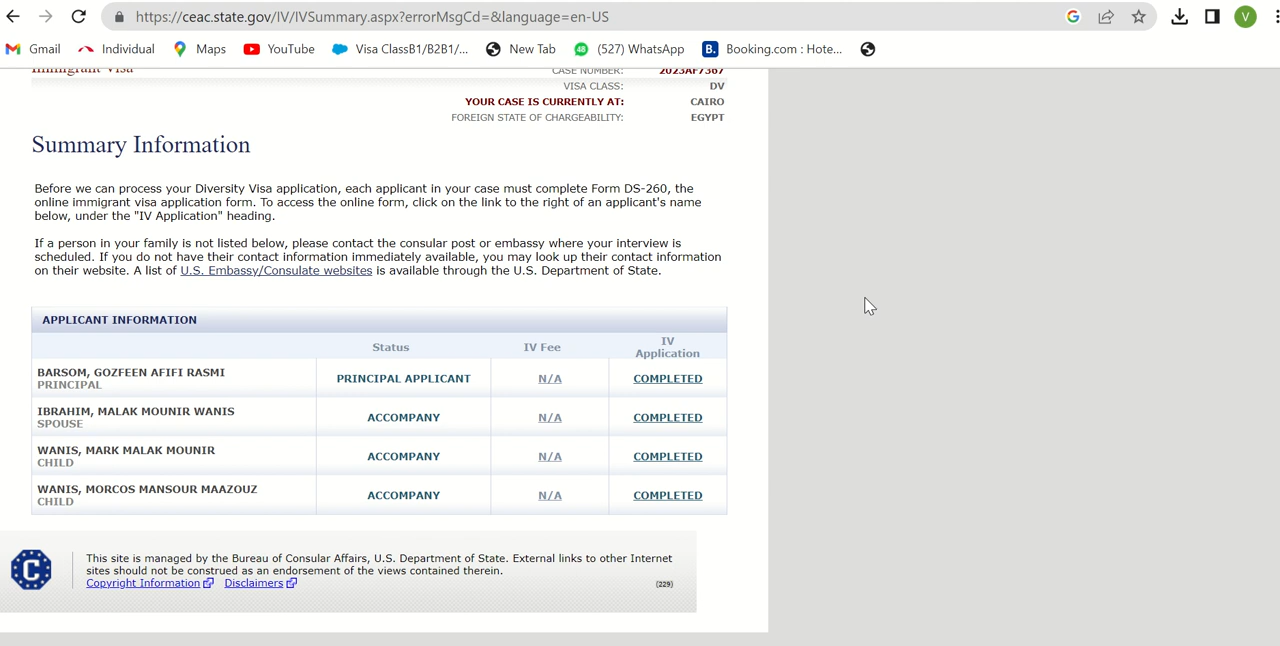 https://ceac.state.gov/IV/IVSummary.aspx?errorMsgCd=&language=en-US
V
Gmail Individual Maps YouTube Visa ClassB1/B2B1/... New Tab 48 (527) WhatsApp B. Booking.com : Hote...
Immigrant Visa
CASE NUMBER: 2023AF7367
VISA CLASS: DV
YOUR CASE IS CURRENTLY AT: CAIRO
FOREIGN STATE OF CHARGEABILITY: EGYPT
Summary Information
Before we can process your Diversity Visa application, each applicant in your case must complete Form DS-260, the
online immigrant visa application form. To access the online form, click on the link to the right of an applicant's name
below, under the "IV Application" heading.
If a person in your family is not listed below, please contact the consular post or embassy where your interview is
scheduled. If you do not have their contact information immediately available, you may look up their contact information
on their website. A list of U.S. Embassy/Consulate websites is available through the U.S. Department of State.
APPLICANT INFORMATION
Status IV Fee IV
Application
BARSOM, GOZFEEN AFIFI RASMI
PRINCIPAL
PRINCIPAL APPLICANT N/A COMPLETED
IBRAHIM, MALAK MOUNIR WANIS
SPOUSE
ACCOMPANY N/A COMPLETED
WANIS, MARK MALAK MOUNIR
CHILD
ACCOMPANY N/A COMPLETED
WANIS, MORCOS MANSOUR MAAZOUZ
CHILD
ACCOMPANY N/A COMPLETED
C
This site is managed by the Bureau of Consular Affairs, U.S. Department of State. External links to other Internet
sites should not be construed as an endorsement of the views contained therein.
Copyright Information Disclaimers (229)